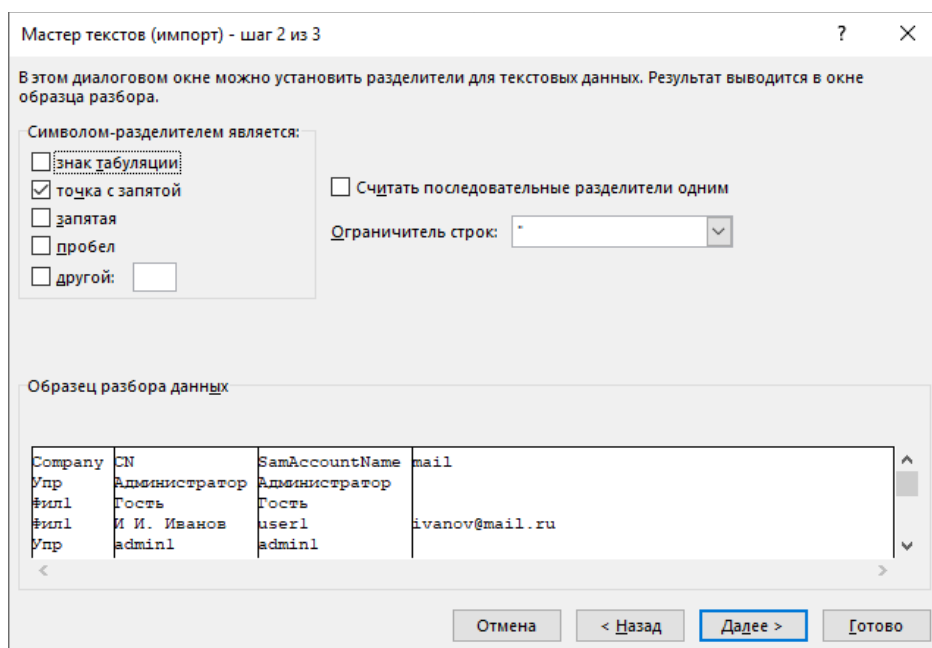 Мастер текстов (импорт) - шаг 2 из 3 ?
В этом диалоговом окне можно установить разделители для текстовых данных. Результат выводится в окне
образца разбора.
Символом-разделителем является:
знак табуляции
точка с запятой
запятая
пробел
другой:
Считать последовательные разделители одним
Ограничитель строк: "
Образец разбора данных
Company CN SamAccountName mail
Упр Администратор Администратор
Фил1 Гость Гость
Фил1 И И. Иванов user1 ivanov@mail.ru
Упр admin1 admin1
Отмена < Назад Далее > Готово